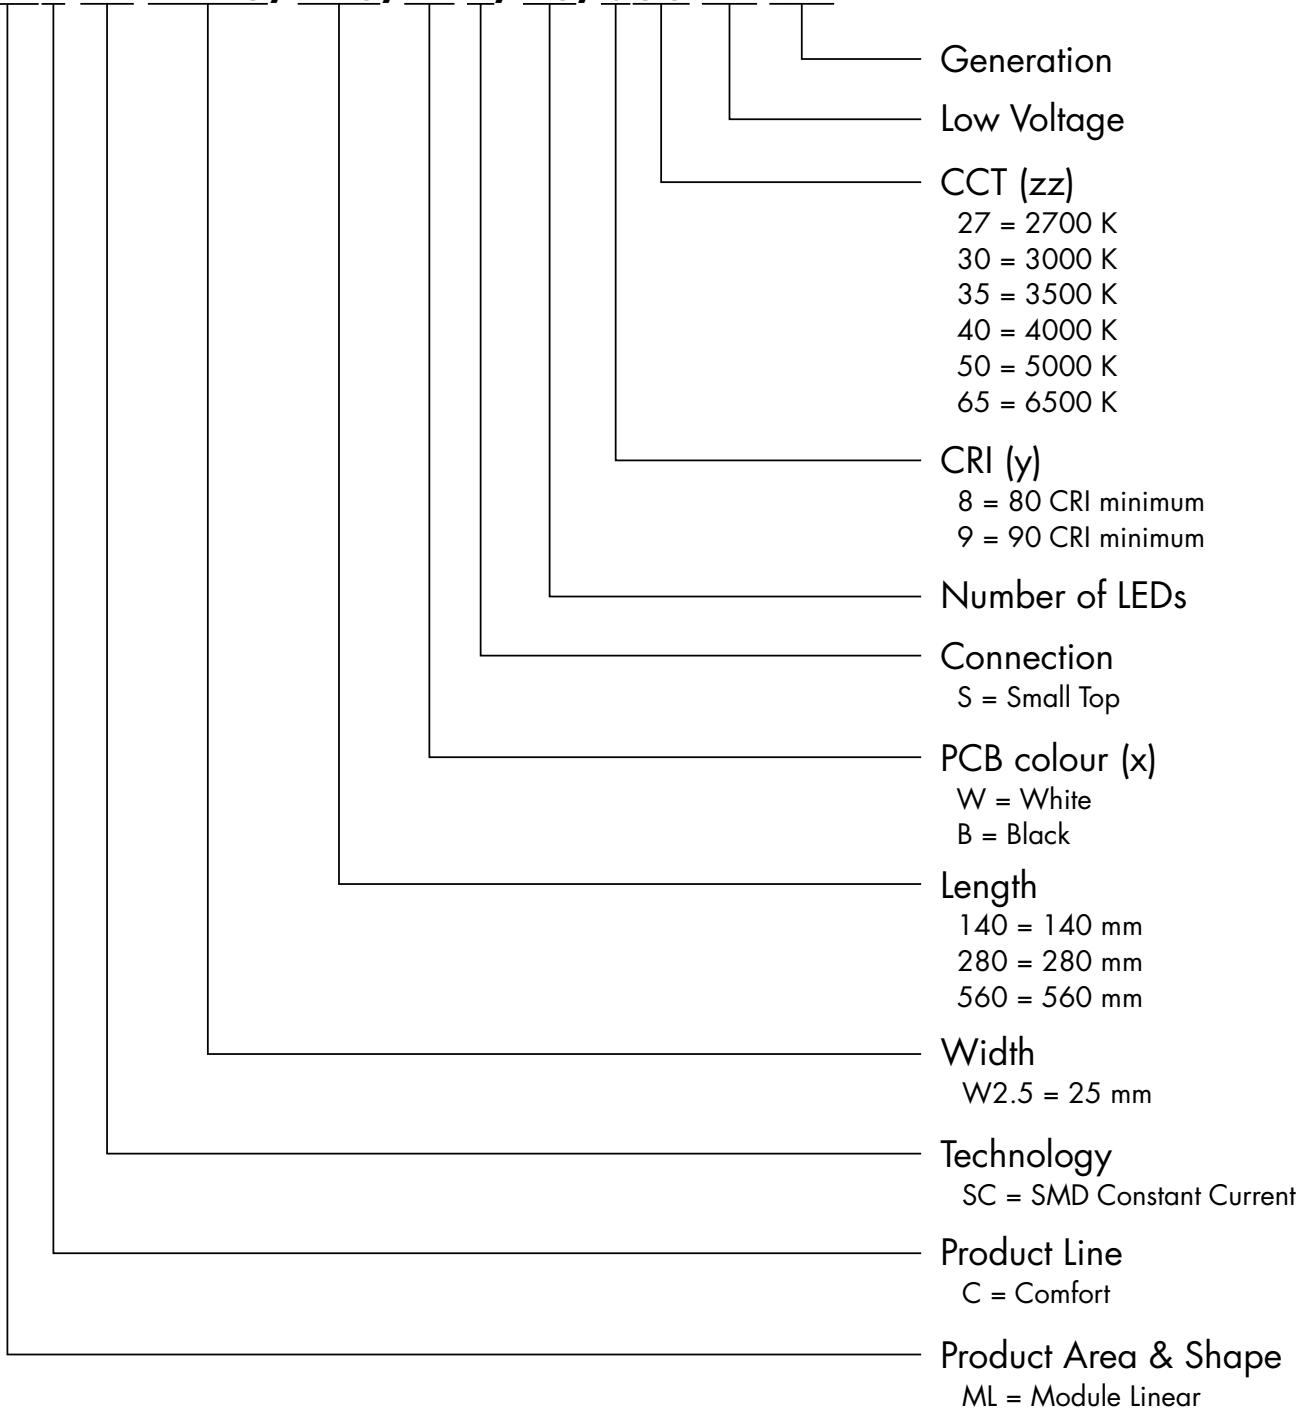 Generation
Low Voltage
CCT (zz)
27 = 2700 K
30 = 3000 K
35 = 3500 K
40 = 4000 K
50 = 5000 K
65 = 6500 K
CRI (y)
8 = 80 CRI minimum
9 = 90 CRI minimum
Number of LEDs
Connection
S = Small Top
PCB colour (x)
W = White
B = Black
Length
140 = 140 mm
280 = 280 mm
560 = 560 mm
Width
W2.5 = 25 mm
Technology
SC = SMD Constant Current
Product Line
C = Comfort
Product Area & Shape
ML = Module Linear